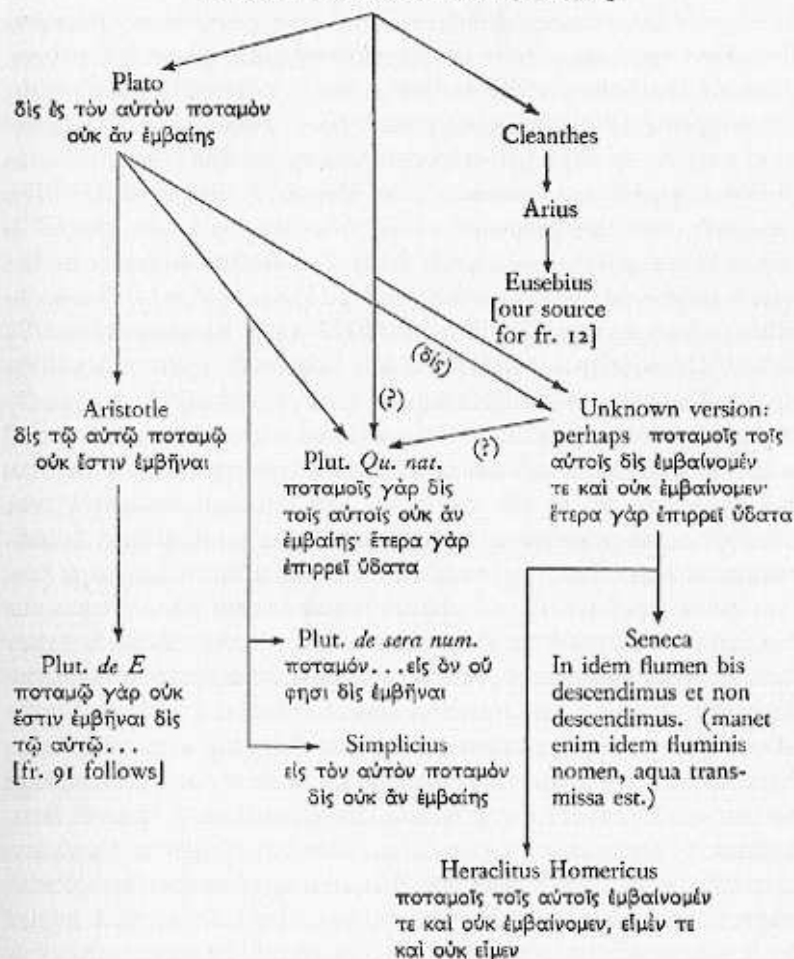 Plato
δὶς ἐς τὸν αὐτὸν ποταμὸν
οὐκ ἂν ἐμβαίης
Cleanthes
Arius
Eusebius
[our source
for fr. 12]
(δίς)
(?)
(?)
Aristotle
δὶς τῷ αὐτῷ ποταμῷ
οὐκ ἔστιν ἐμβῆναι
Plut. Qu. nat.
ποταμοῖς γὰρ δὶς
τοῖς αὐτοῖς οὐκ ἂν
ἐμβαίης· ἕτερα γὰρ
ἐπιρρεῖ ὕδατα
Unknown version:
perhaps ποταμοῖς τοῖς
αὐτοῖς δὶς ἐμβαίνομέν
τε καὶ οὐκ ἐμβαίνομεν·
ἕτερα γὰρ ἐπιρρεῖ ὕδατα
Plut. de E
ποταμῷ γὰρ οὐκ
ἔστιν ἐμβῆναι δὶς
τῷ αὐτῷ...
[fr. 91 follows]
Plut. de sera num.
ποταμόν...εἰς ὃν οὔ
φησι δὶς ἐμβῆναι
Simplicius
εἰς τὸν αὐτὸν ποταμὸν
δὶς οὐκ ἂν ἐμβαίης
Seneca
In idem flumen bis
descendimus et non
descendimus. (manet
enim idem fluminis
nomen, aqua trans-
missa est.)
Heraclitus Homericus
ποταμοῖς τοῖς αὐτοῖς ἐμβαίνομέν
τε καὶ οὐκ ἐμβαίνομεν, εἶμέν τε
καὶ οὐκ εἶμεν